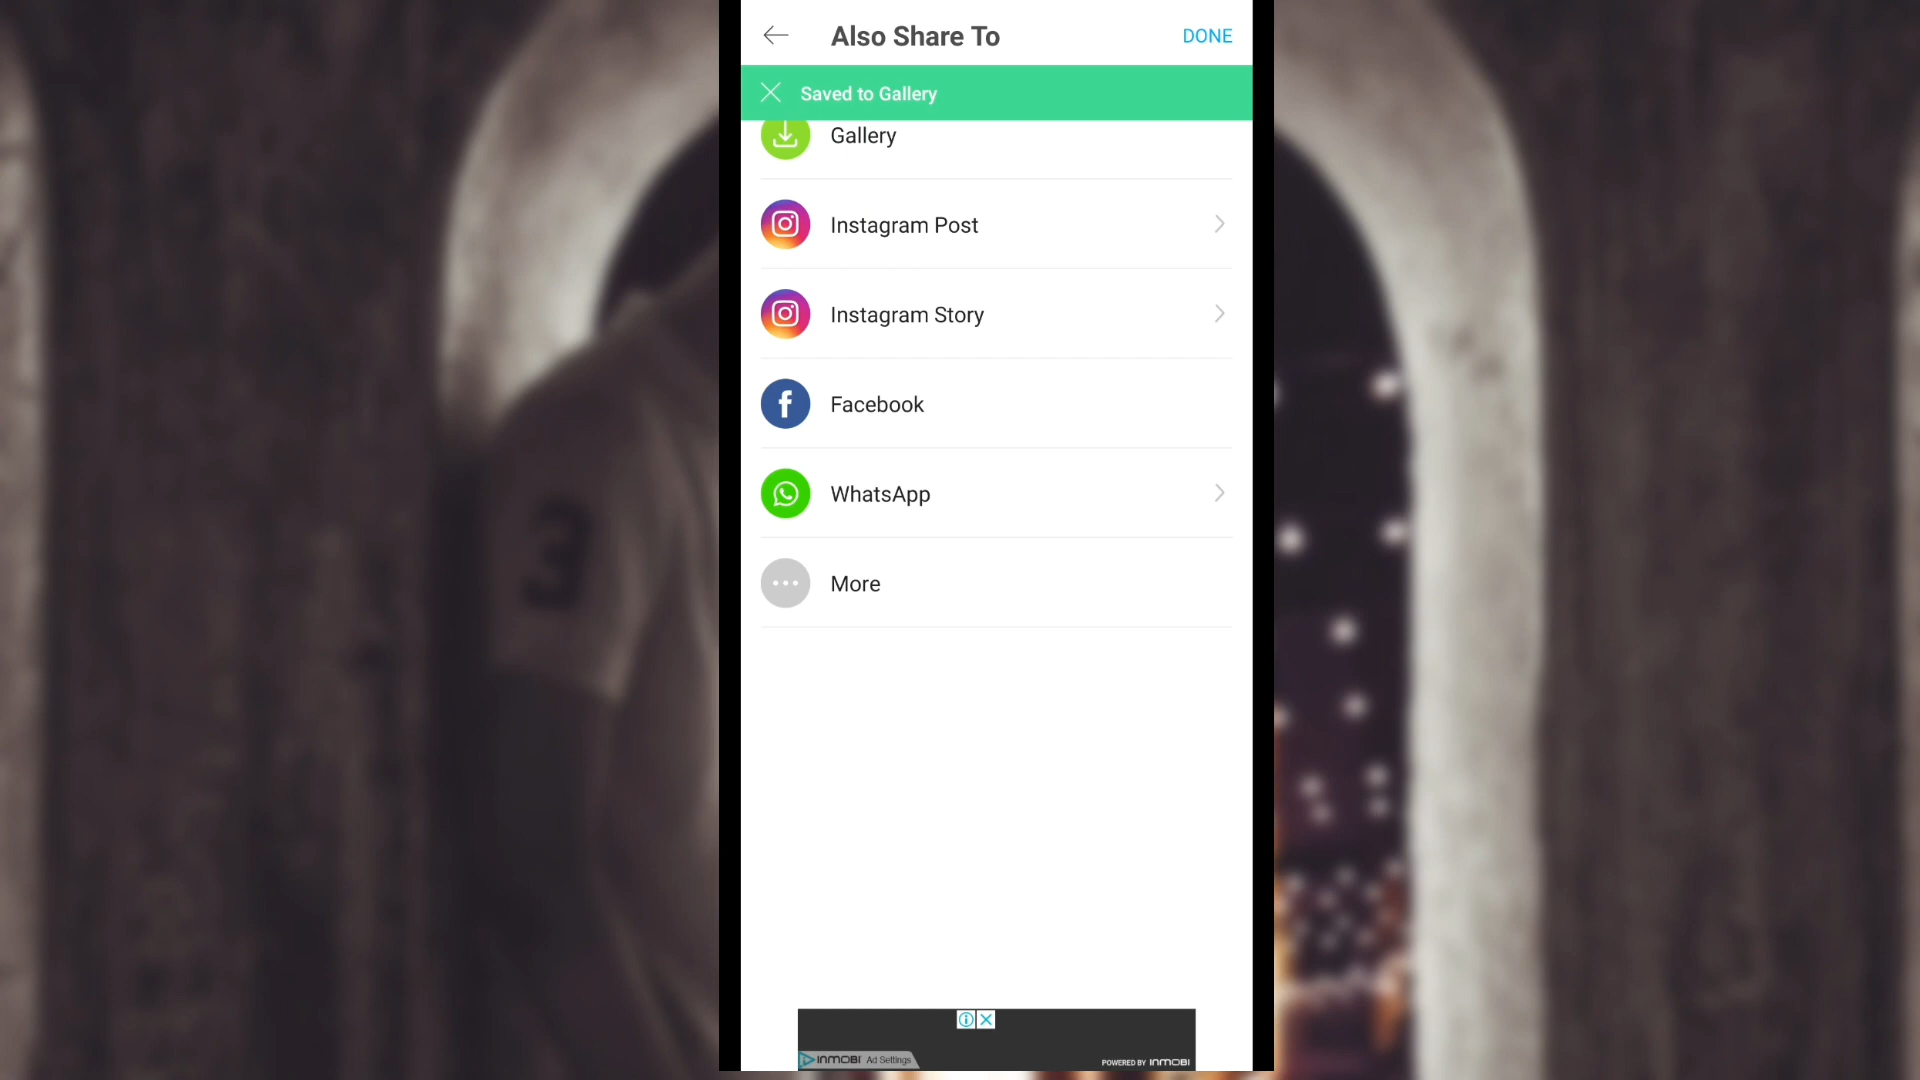 Also Share To
DONE
Saved to Gallery
Gallery
Instagram Post
Instagram Story
Facebook
WhatsApp
More
3
INMOBI Ad Settings
POWERED BY INMOBI